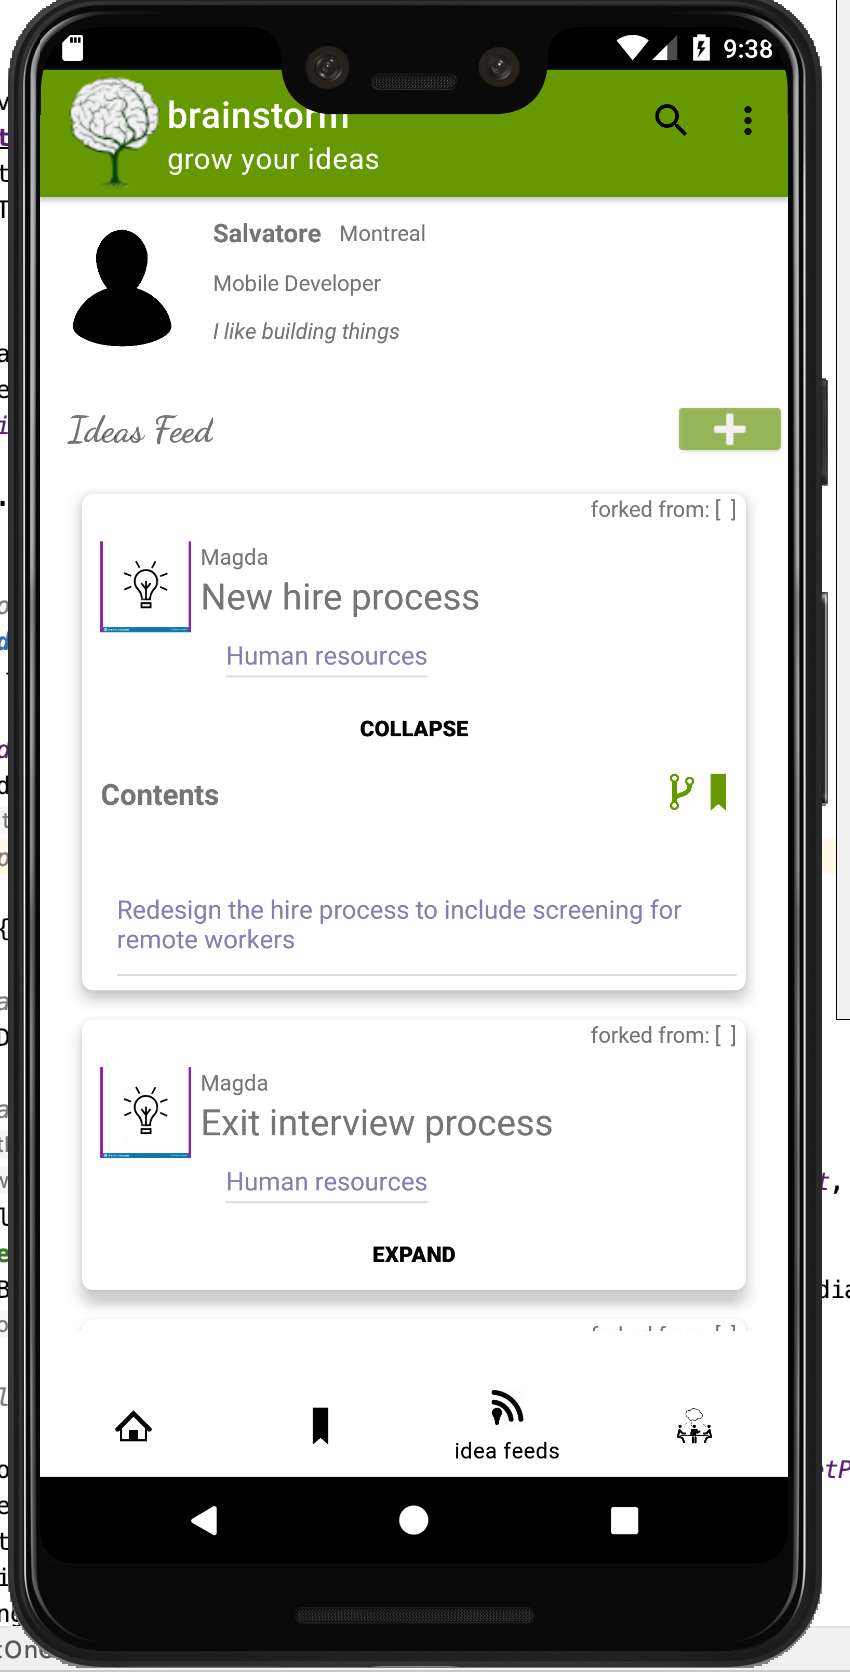 9:38
brainstorm
grow your ideas
Salvatore Montreal
Mobile Developer
I like building things
Ideas Feed
forked from: [ ]
Magda
New hire process
Human resources
COLLAPSE
Contents
Redesign the hire process to include screening for
remote workers
forked from: [ ]
Magda
Exit interview process
Human resources
EXPAND
forked from: [ ]
idea feeds